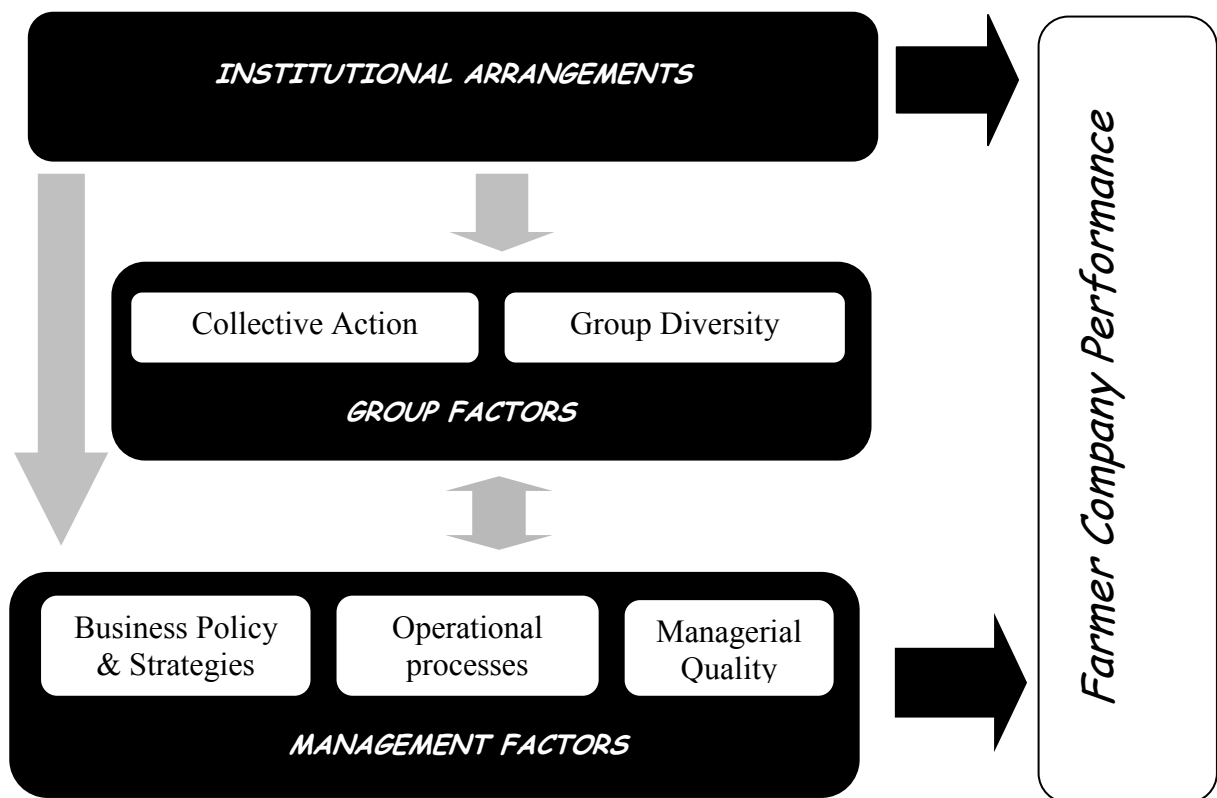 INSTITUTIONAL ARRANGEMENTS
Collective Action
Group Diversity
GROUP FACTORS
Business Policy
& Strategies
Operational
processes
Managerial
Quality
MANAGEMENT FACTORS
Farmer Company Performance